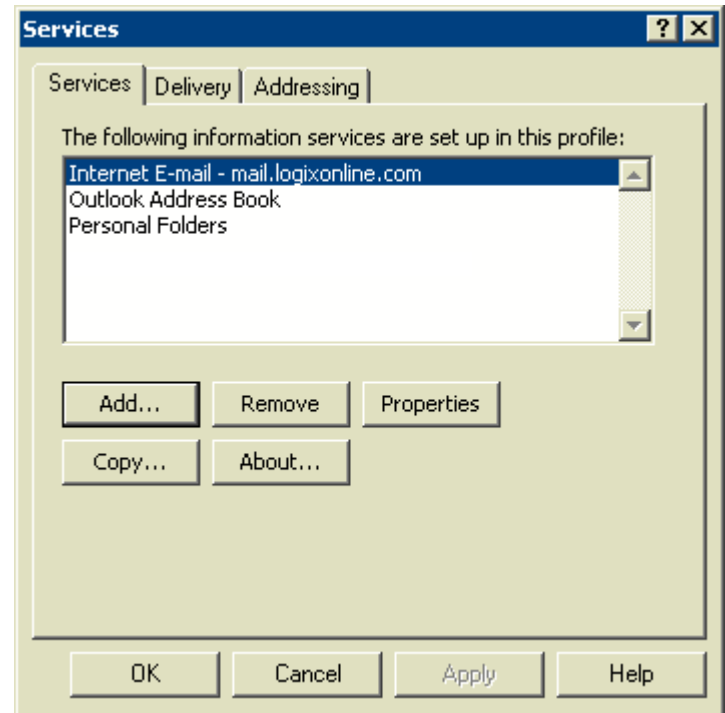 Services
Services Delivery Addressing
The following information services are set up in this profile:
Internet E-mail - mail.logixonline.com
Outlook Address Book
Personal Folders
Add... Remove Properties
Copy... About...
OK Cancel Apply Help